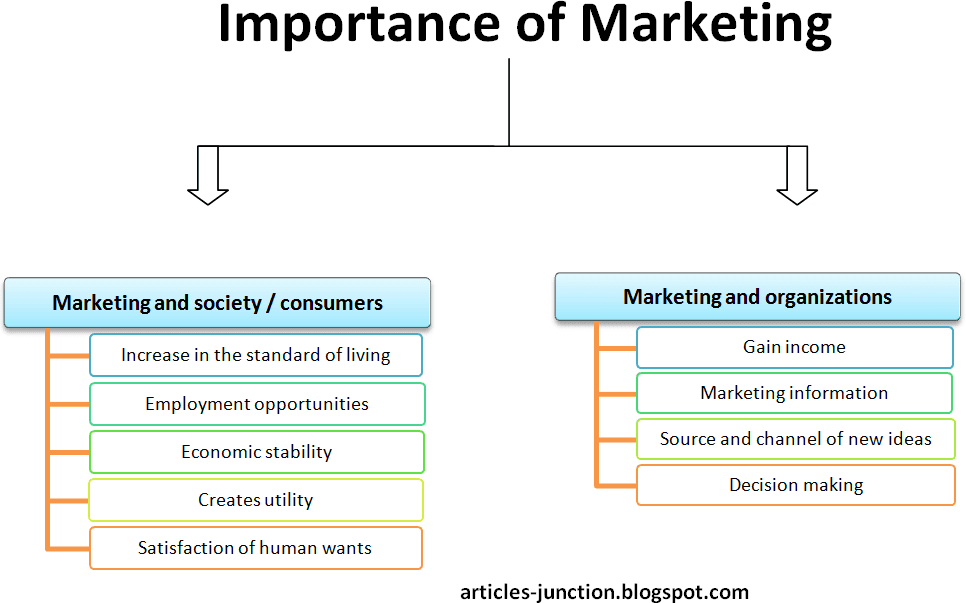 Importance of Marketing
Marketing and society / consumers
Increase in the standard of living
Employment opportunities
Economic stability
Creates utility
Satisfaction of human wants
Marketing and organizations
Gain income
Marketing information
Source and channel of new ideas
Decision making
articles-junction.blogspot.com